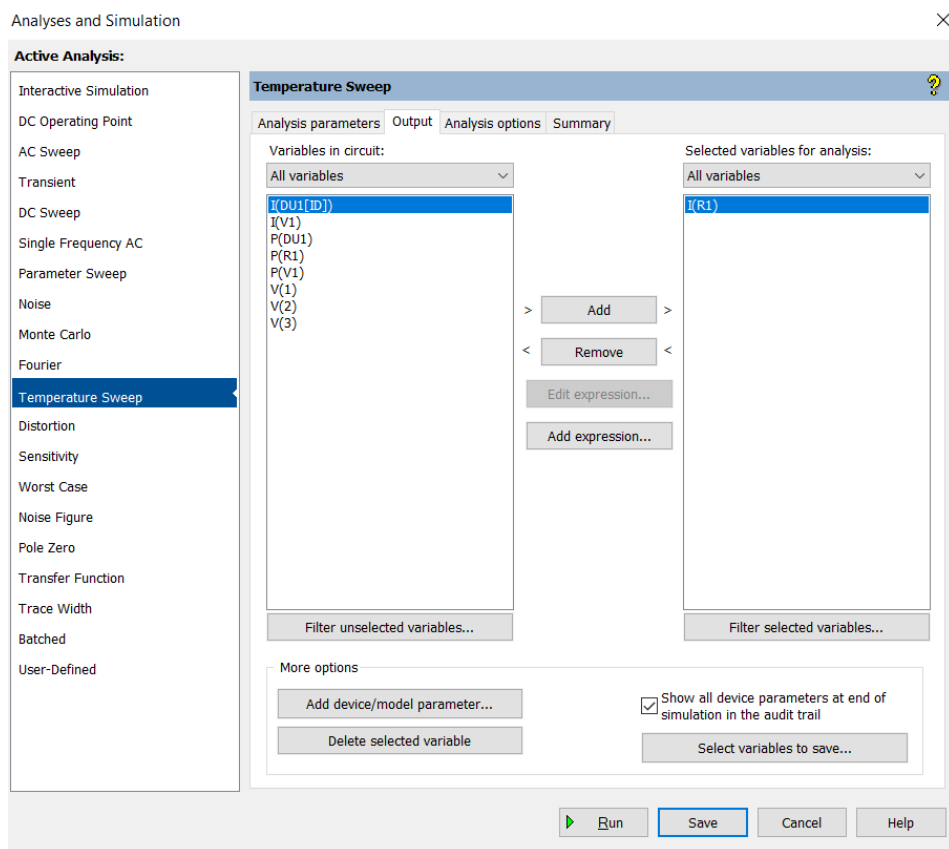 Analyses and Simulation
Active Analysis:
Interactive Simulation
DC Operating Point
AC Sweep
Transient
DC Sweep
Single Frequency AC
Parameter Sweep
Noise
Monte Carlo
Fourier
Temperature Sweep
Distortion
Sensitivity
Worst Case
Noise Figure
Pole Zero
Transfer Function
Trace Width
Batched
User-Defined
Temperature Sweep
Analysis parameters Output Analysis options Summary
Variables in circuit:
All variables
I(DU1[ID])
I(V1)
P(DU1)
P(R1)
P(V1)
V(1)
V(2)
V(3)
Filter unselected variables...
> Add >
< Remove <
Edit expression...
Add expression...
Selected variables for analysis:
All variables
I(R1)
Filter selected variables...
More options
Add device/model parameter...
Delete selected variable
Show all device parameters at end of
simulation in the audit trail
Select variables to save...
Run Save Cancel Help